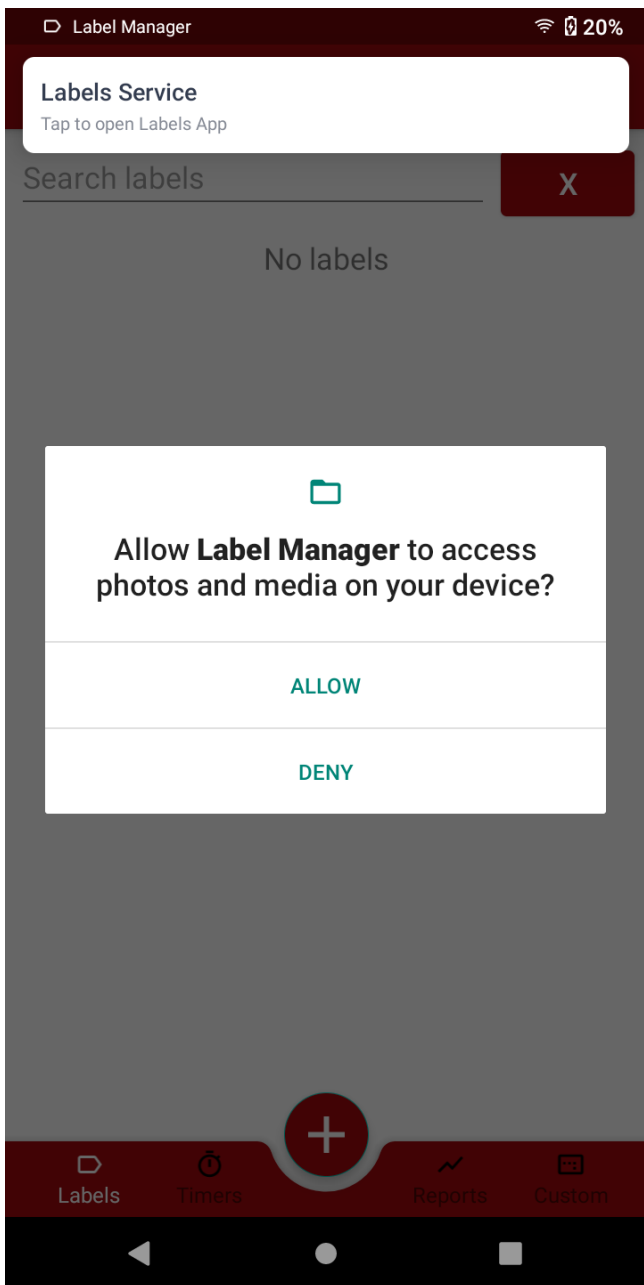 Label Manager
20%
Labels Service
Tap to open Labels App
Search labels
X
No labels
Allow Label Manager to access
photos and media on your device?
ALLOW
DENY
+
Labels
Timers
Reports
Custom